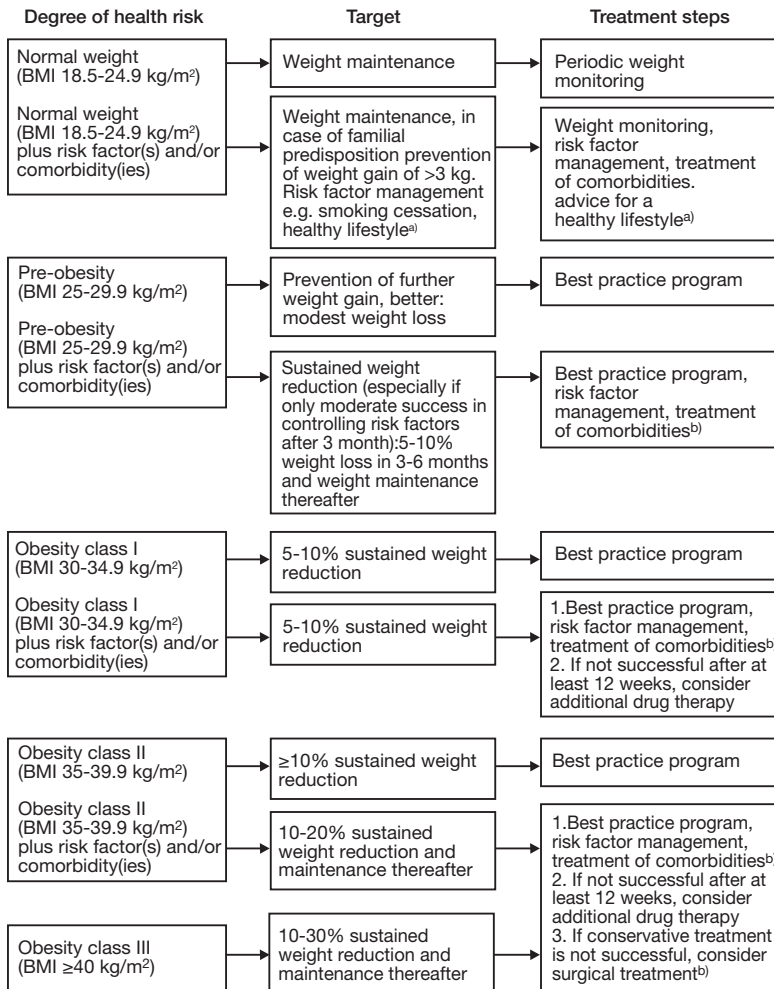 Degree of health risk
Target
Treatment steps
Normal weight
(BMI 18.5-24.9 kg/m²)
Weight maintenance
Periodic weight
monitoring
Normal weight
(BMI 18.5-24.9 kg/m²)
plus risk factor(s) and/or
comorbidity(ies)
Weight maintenance, in
case of familial
predisposition prevention
of weight gain of >3 kg.
Risk factor management
e.g. smoking cessation,
healthy lifestyleᵃ⁾
Weight monitoring,
risk factor
management, treatment
of comorbidities.
advice for a
healthy lifestyleᵃ⁾
Pre-obesity
(BMI 25-29.9 kg/m²)
Prevention of further
weight gain, better:
modest weight loss
Best practice program
Pre-obesity
(BMI 25-29.9 kg/m²)
plus risk factor(s) and/or
comorbidity(ies)
Sustained weight
reduction (especially if
only moderate success in
controlling risk factors
after 3 month):5-10%
weight loss in 3-6 months
and weight maintenance
thereafter
Best practice program,
risk factor
management, treatment
of comorbiditiesᵇ⁾
Obesity class I
(BMI 30-34.9 kg/m²)
5-10% sustained weight
reduction
Best practice program
Obesity class I
(BMI 30-34.9 kg/m²)
plus risk factor(s) and/or
comorbidity(ies)
5-10% sustained weight
reduction
1.Best practice program,
risk factor management,
treatment of comorbiditiesᵇ⁾
2. If not successful after at
least 12 weeks, consider
additional drug therapy
Obesity class II
(BMI 35-39.9 kg/m²)
≥10% sustained weight
reduction
Best practice program
Obesity class II
(BMI 35-39.9 kg/m²)
plus risk factor(s) and/or
comorbidity(ies)
10-20% sustained
weight reduction and
maintenance thereafter
1.Best practice program,
risk factor management,
treatment of comorbiditiesᵇ⁾
2. If not successful after at
least 12 weeks, consider
additional drug therapy
3. If conservative treatment
is not successful, consider
surgical treatmentᵇ⁾
Obesity class III
(BMI ≥40 kg/m²)
10-30% sustained
weight reduction and
maintenance thereafter